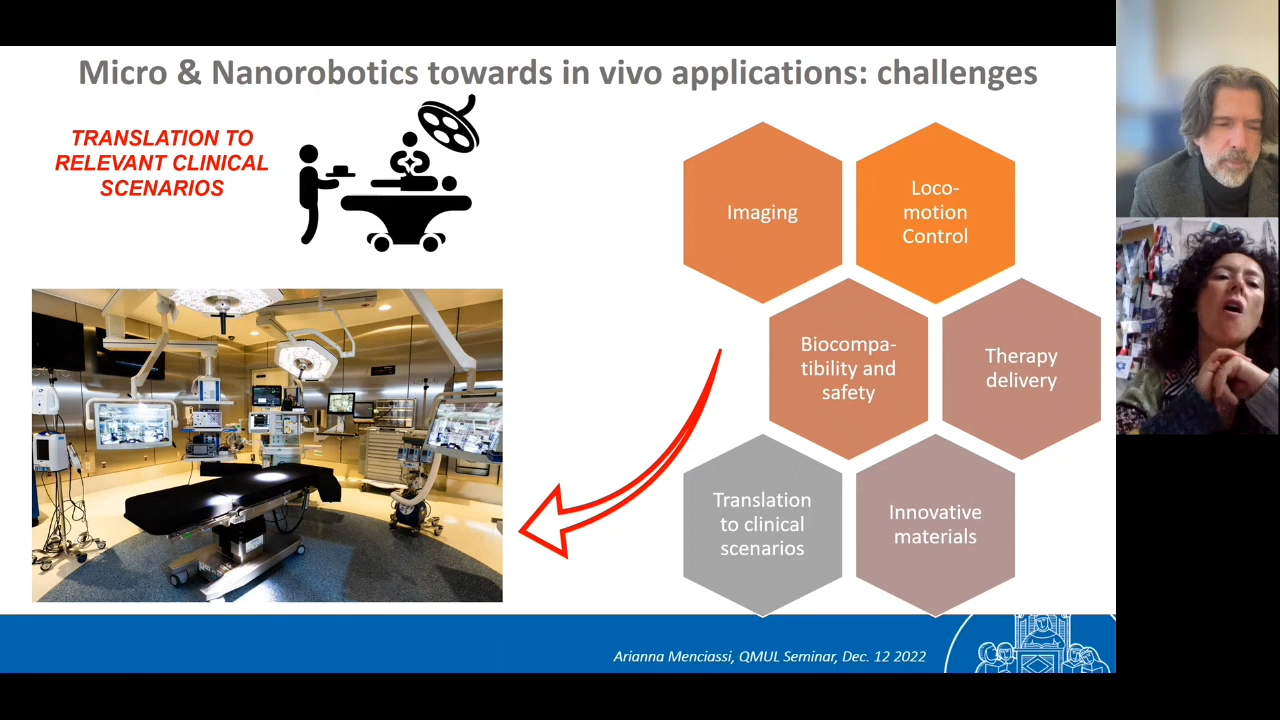 Micro & Nanorobotics towards in vivo applications: challenges
TRANSLATION TO
RELEVANT CLINICAL
SCENARIOS
Imaging
Loco-
motion
Control
Biocompa-
tibility and
safety
Therapy
delivery
Translation
to clinical
scenarios
Innovative
materials
Arianna Menciassi, QMUL Seminar, Dec. 12 2022